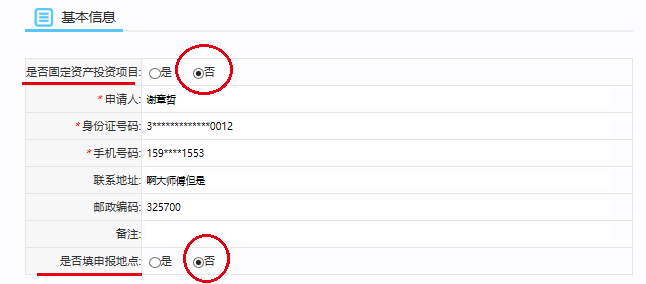 基本信息
是否固定资产投资项目: 是 否
*申请人: 谢章哲
*身份证号码: 3*************0012
*手机号码: 159****1553
联系地址: 啊大师傅但是
邮政编码: 325700
备注:
是否填申报地点: 是 否